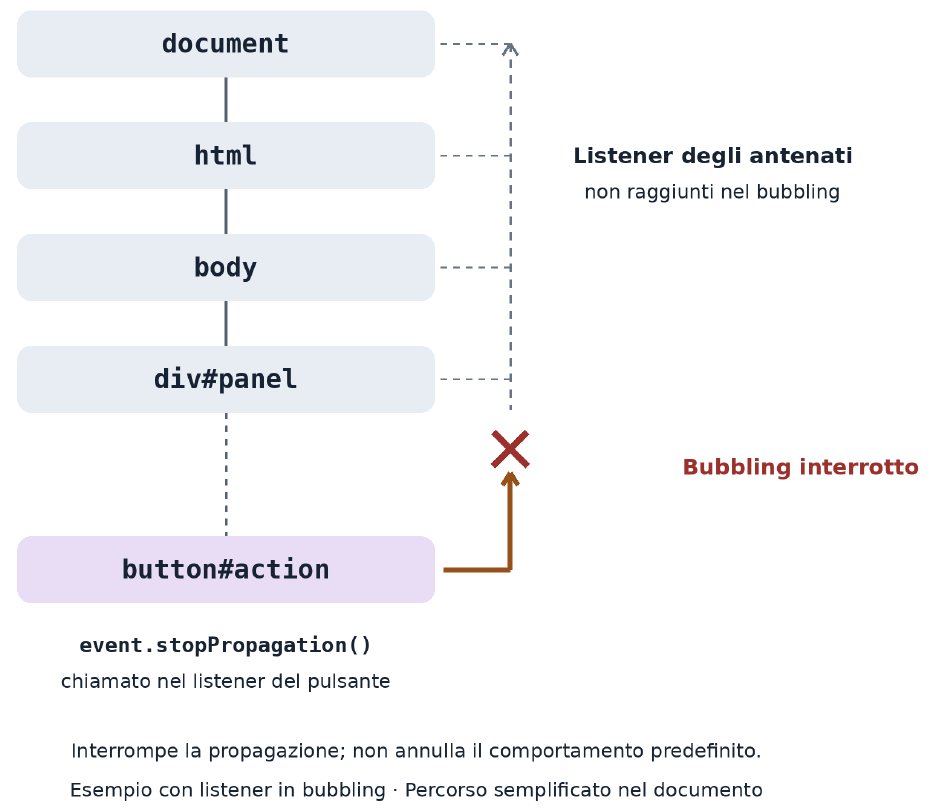 document
html
Listener degli antenati
non raggiunti nel bubbling
body
div#panel
Bubbling interrotto
button#action
event.stopPropagation()
chiamato nel listener del pulsante
Interrompe la propagazione; non annulla il comportamento predefinito.
Esempio con listener in bubbling · Percorso semplificato nel documento